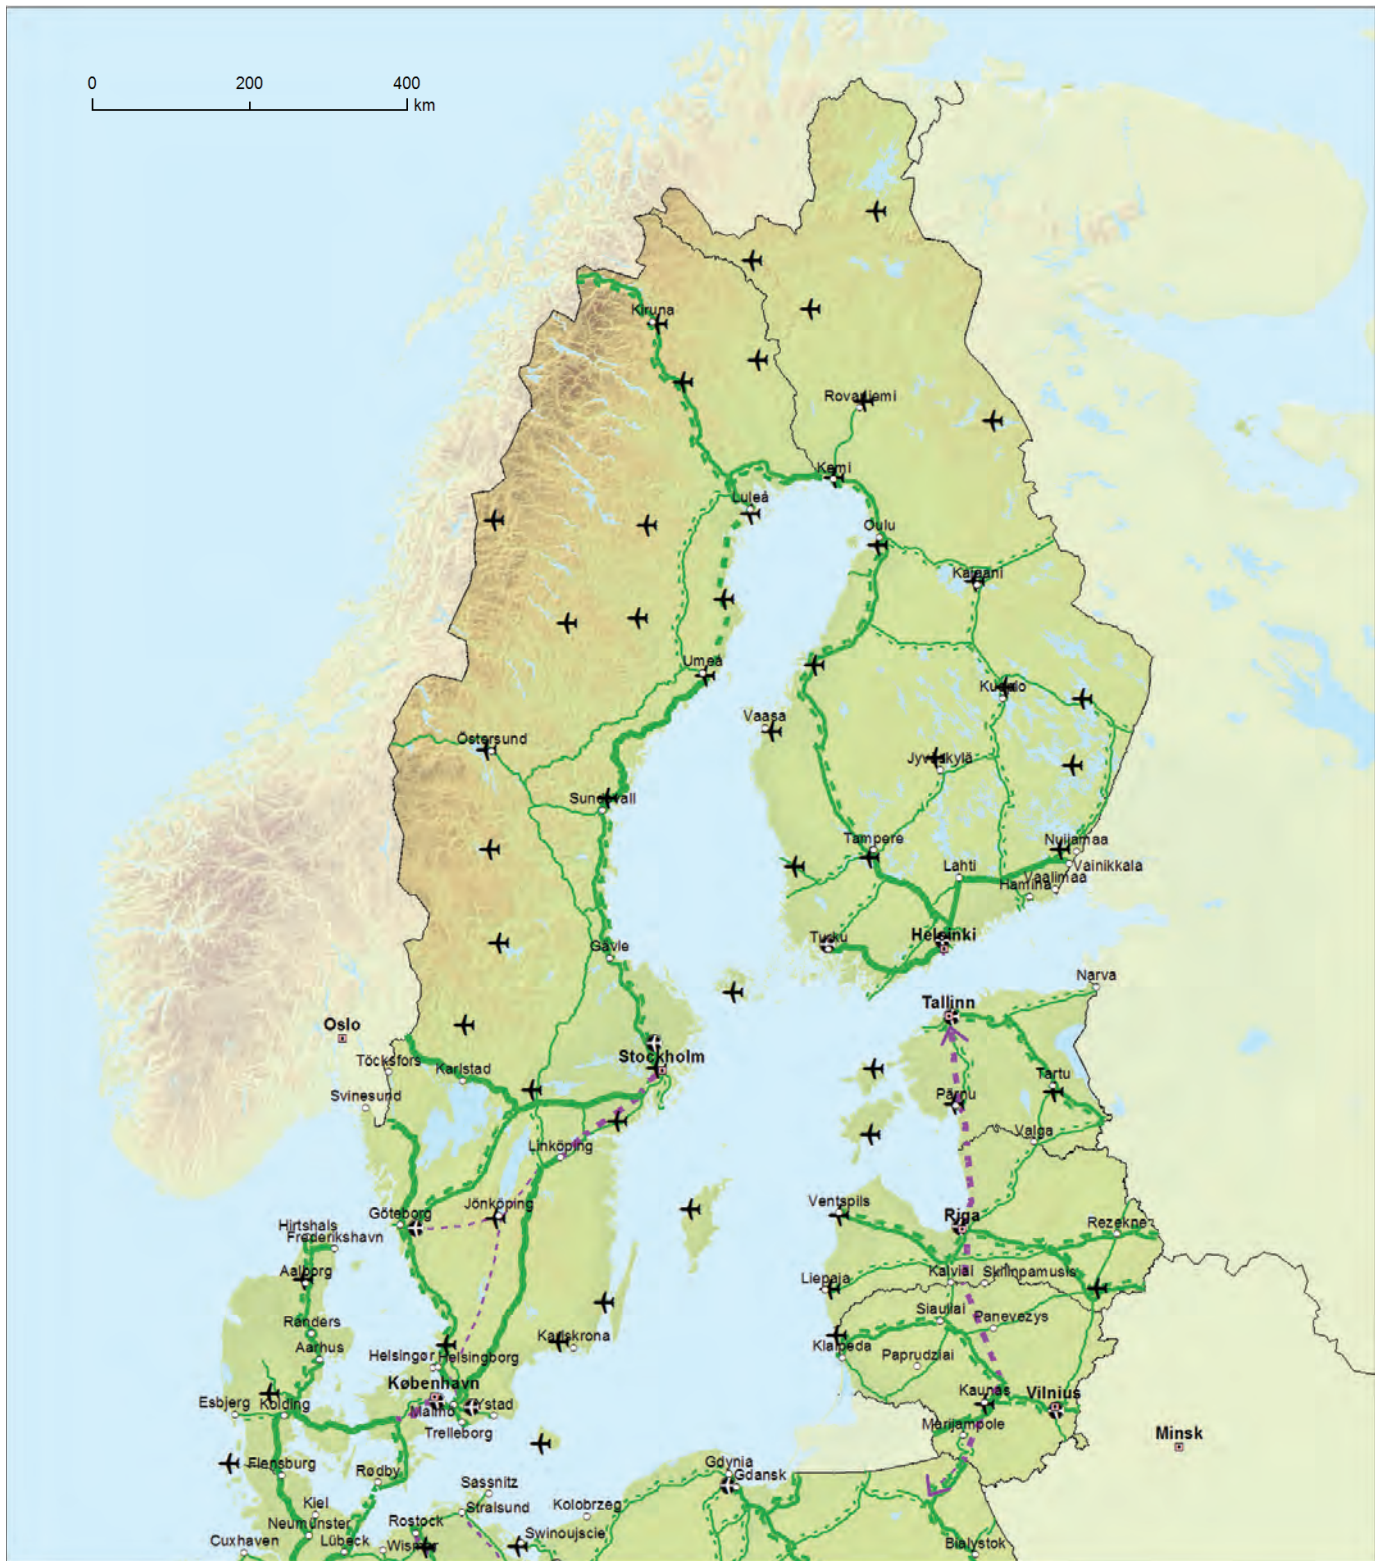 0 200 400
km
Kiruna
Rovaniemi
Kemi
Luleå
Oulu
Kajaani
Umeå
Kuopio
Vaasa
Östersund
Jyväskylä
Sundsvall
Tampere
Nuijamaa
Lahti
Vainikkala
Vaalimaa
Hamina
Turku
Helsinki
Gävle
Narva
Tallinn
Oslo
Stockholm
Töcksfors
Karlstad
Tartu
Svinesund
Pärnu
Valga
Linköping
Ventspils
Jönköping
Göteborg
Riga
Rezekne
Hirtshals
Frederikshavn
Aalborg
Kalviai
Skilinpamusis
Liepaja
Siauliai
Panevezys
Randers
Karlskrona
Aarhus
Klaipeda
Paprudziai
Helsingør
Helsingborg
København
Kaunas
Vilnius
Esbjerg
Kolding
Malmö
Ystad
Trelleborg
Marijampole
Minsk
Flensburg
Rødby
Gdynia
Gdansk
Sassnitz
Stralsund
Kiel
Kolobrzeg
Neumünster
Rostock
Swinoujscie
Cuxhaven
Lübeck
Wismar
Bialystok